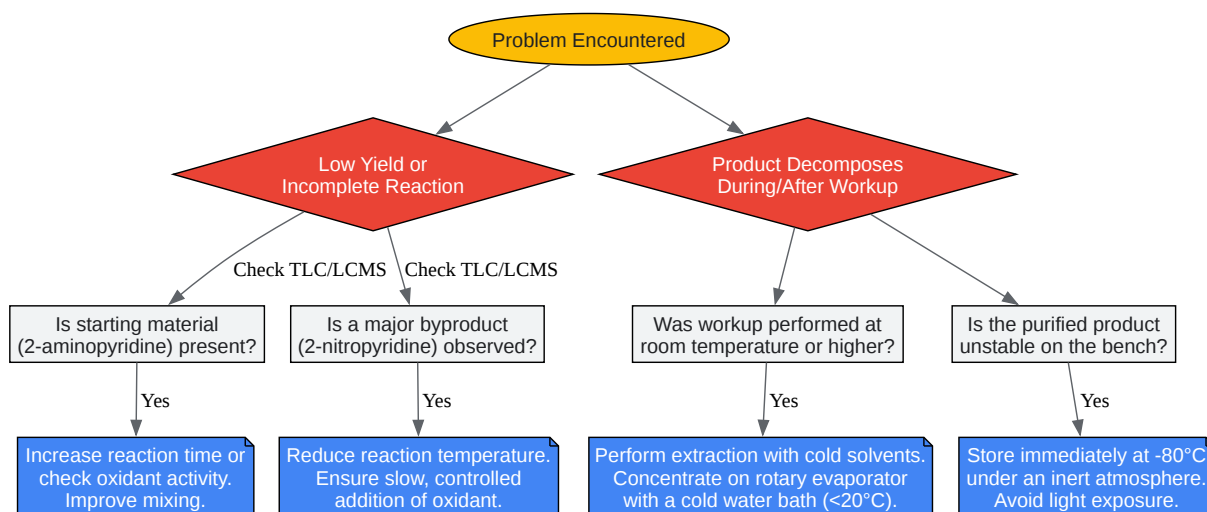 Problem Encountered
Low Yield or
Incomplete Reaction
Product Decomposes
During/After Workup
Check TLC/LCMS
Check TLC/LCMS
Is starting material
(2-aminopyridine) present?
Is a major byproduct
(2-nitropyridine) observed?
Was workup performed at
room temperature or higher?
Is the purified product
unstable on the bench?
Yes
Yes
Yes
Yes
Increase reaction time or
check oxidant activity.
Improve mixing.
Reduce reaction temperature.
Ensure slow, controlled
addition of oxidant.
Perform extraction with cold solvents.
Concentrate on rotary evaporator
with a cold water bath (<20°C).
Store immediately at -80°C
under an inert atmosphere.
Avoid light exposure.